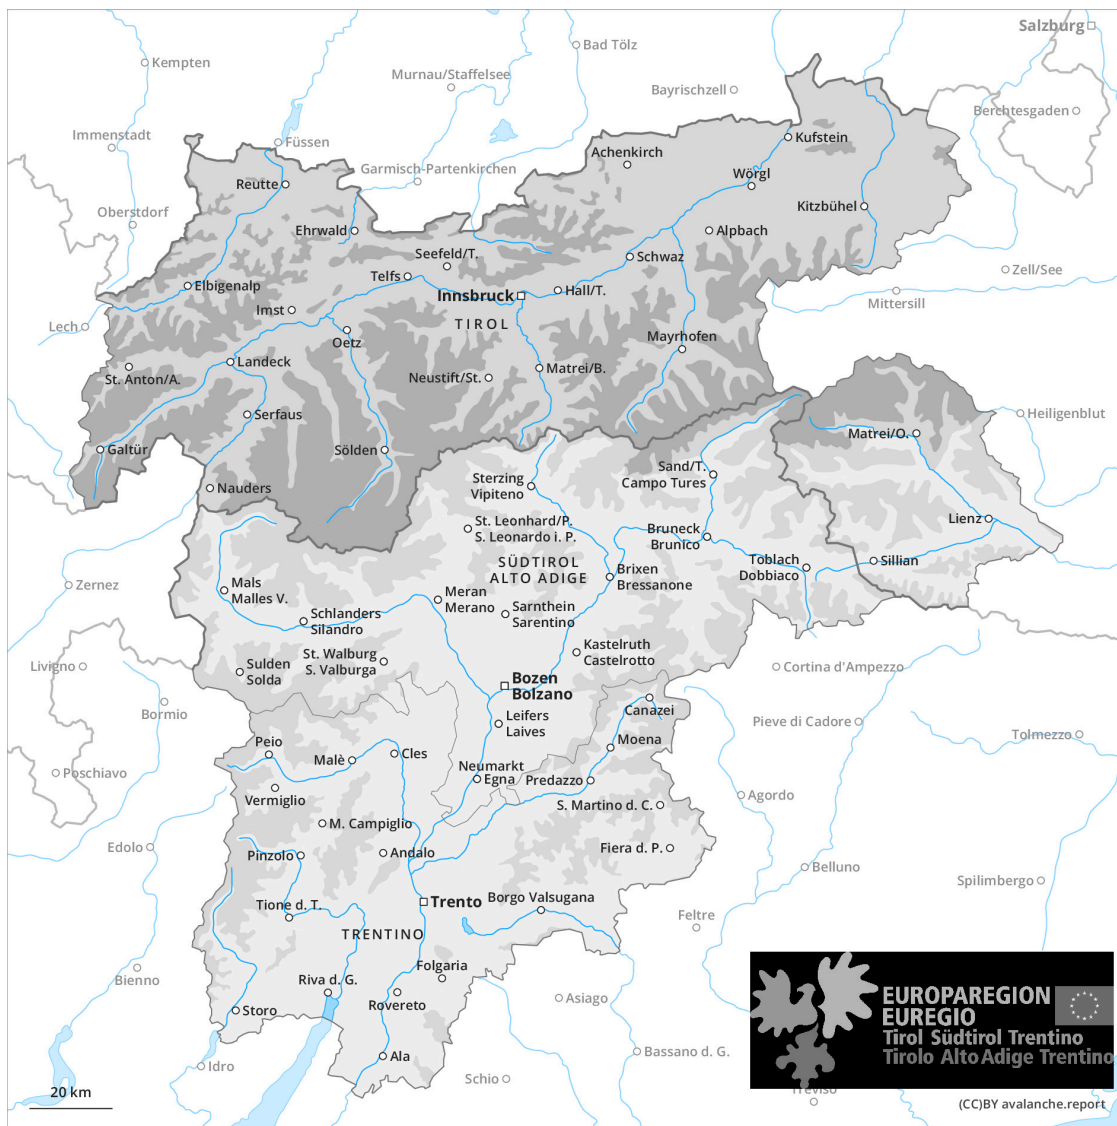 Salzburg
Kempten
Bad Tölz
Murnau/Staffelsee
Bayrischzell
Berchtesgaden
Immenstadt
Füssen
Kufstein
Achenkirch
Garmisch-Partenkirchen
Wörgl
Reutte
Oberstdorf
Kitzbühel
Ehrwald
Alpbach
Seefeld/T.
Schwaz
Telfs
Zell/See
Elbigenalp
Innsbruck
Hall/T.
Mittersill
Imst
TIROL
Lech
Oetz
Mayrhofen
Landeck
Matrei/B.
St. Anton/A.
Neustift/St.
Serfaus
Heiligenblut
Matrei/O.
Galtür
Sölden
Sand/T.
Campo Tures
Sterzing
Vipiteno
Nauders
Lienz
St. Leonhard/P.
S. Leonardo i. P.
Bruneck
Brunico
SÜDTIROL
ALTO ADIGE
Toblach
Dobbiaco
Sillian
Brixen
Bressanone
Zernez
Mals
Malles V.
Meran
Merano
Schlanders
Silandro
Sarnthein
Sarentino
Kastelruth
Castelrotto
St. Walburg
S. Valburga
Livigno
Sulden
Solda
Cortina d'Ampezzo
Bozen
Bolzano
Bormio
Canazei
Leifers
Laives
Pieve di Cadore
Tolmezzo
Moena
Peio
Malè
Cles
Neumarkt
Egna
Predazzo
Poschiavo
Vermiglio
Agordo
S. Martino d. C.
M. Campiglio
Edolo
Pinzolo
Andalo
Fiera d. P.
Belluno
Spilimbergo
Trento
Borgo Valsugana
Tione d. T.
Feltre
TRENTINO
Bienno
Folgaria
Riva d. G.
Rovereto
Asiago
Storo
EUROPAREGION
EUREGIO
Tirol Südtirol Trentino
Tirolo Alto Adige Trentino
Ala
Bassano d. G.
Idro
Schio
Treviso
20 km
(CC)BY avalanche.report